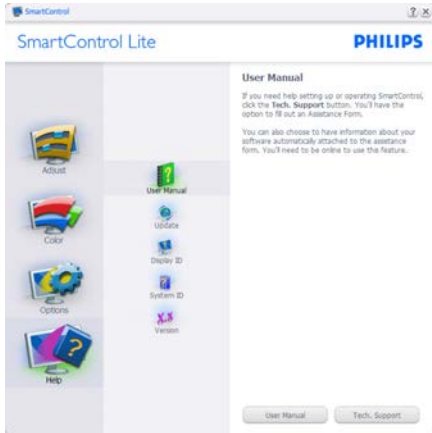 SmartControl
SmartControl Lite
PHILIPS
Adjust
Color
Options
Help
User Manual
Update
Display ID
System ID
Version
User Manual
If you need help setting up or operating SmartControl,
click the Tech. Support button. You'll have the
option to fill out an Assistance Form.
You can also choose to have information about your
software automatically attached to the assistance
form. You'll need to be online to use this feature.
User Manual
Tech. Support